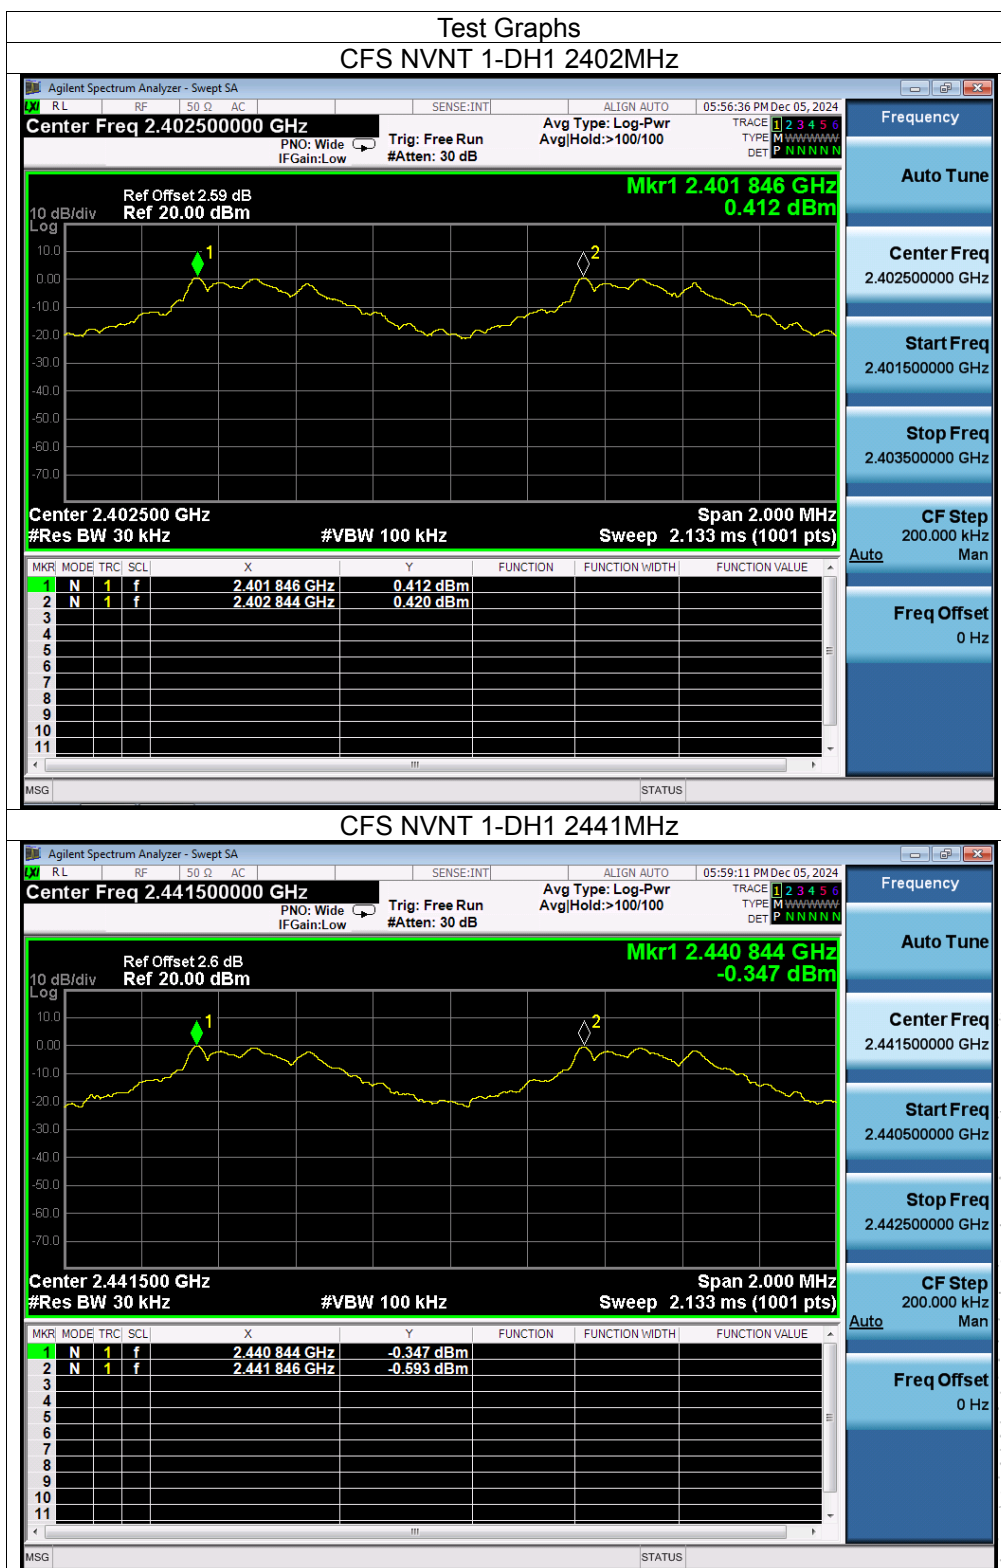 Test Graphs
CFS NVNT 1-DH1 2402MHz
Agilent Spectrum Analyzer - Swept SA
LXI RL RF 50 Ω AC SENSE:INT ALIGN AUTO 05:56:36 PM Dec 05, 2024
Center Freq 2.402500000 GHz
PNO: Wide
IFGain:Low
Trig: Free Run
#Atten: 30 dB
Avg Type: Log-Pwr
Avg|Hold:>100/100
TRACE 1 2 3 4 5 6
TYPE M W W W W W
DET P N N N N N
Frequency
Mkr1 2.401 846 GHz
0.412 dBm
Ref Offset 2.59 dB
10 dB/div Ref 20.00 dBm
Log
10.0
0.00
-10.0
-20.0
-30.0
-40.0
-50.0
-60.0
-70.0
1
2
Center 2.402500 GHz Span 2.000 MHz
#Res BW 30 kHz #VBW 100 kHz Sweep 2.133 ms (1001 pts)
MKR MODE TRC SCL X Y FUNCTION FUNCTION WIDTH FUNCTION VALUE
1 N 1 f 2.401 846 GHz 0.412 dBm
2 N 1 f 2.402 844 GHz 0.420 dBm
3
4
5
6
7
8
9
10
11
MSG STATUS
Auto Tune
Center Freq
2.402500000 GHz
Start Freq
2.401500000 GHz
Stop Freq
2.403500000 GHz
CF Step
200.000 kHz
Auto Man
Freq Offset
0 Hz
CFS NVNT 1-DH1 2441MHz
Agilent Spectrum Analyzer - Swept SA
LXI RL RF 50 Ω AC SENSE:INT ALIGN AUTO 05:59:11 PM Dec 05, 2024
Center Freq 2.441500000 GHz
PNO: Wide
IFGain:Low
Trig: Free Run
#Atten: 30 dB
Avg Type: Log-Pwr
Avg|Hold:>100/100
TRACE 1 2 3 4 5 6
TYPE M W W W W W
DET P N N N N N
Frequency
Mkr1 2.440 844 GHz
-0.347 dBm
Ref Offset 2.6 dB
10 dB/div Ref 20.00 dBm
Log
10.0
0.00
-10.0
-20.0
-30.0
-40.0
-50.0
-60.0
-70.0
1
2
Center 2.441500 GHz Span 2.000 MHz
#Res BW 30 kHz #VBW 100 kHz Sweep 2.133 ms (1001 pts)
MKR MODE TRC SCL X Y FUNCTION FUNCTION WIDTH FUNCTION VALUE
1 N 1 f 2.440 844 GHz -0.347 dBm
2 N 1 f 2.441 846 GHz -0.593 dBm
3
4
5
6
7
8
9
10
11
MSG STATUS
Auto Tune
Center Freq
2.441500000 GHz
Start Freq
2.440500000 GHz
Stop Freq
2.442500000 GHz
CF Step
200.000 kHz
Auto Man
Freq Offset
0 Hz